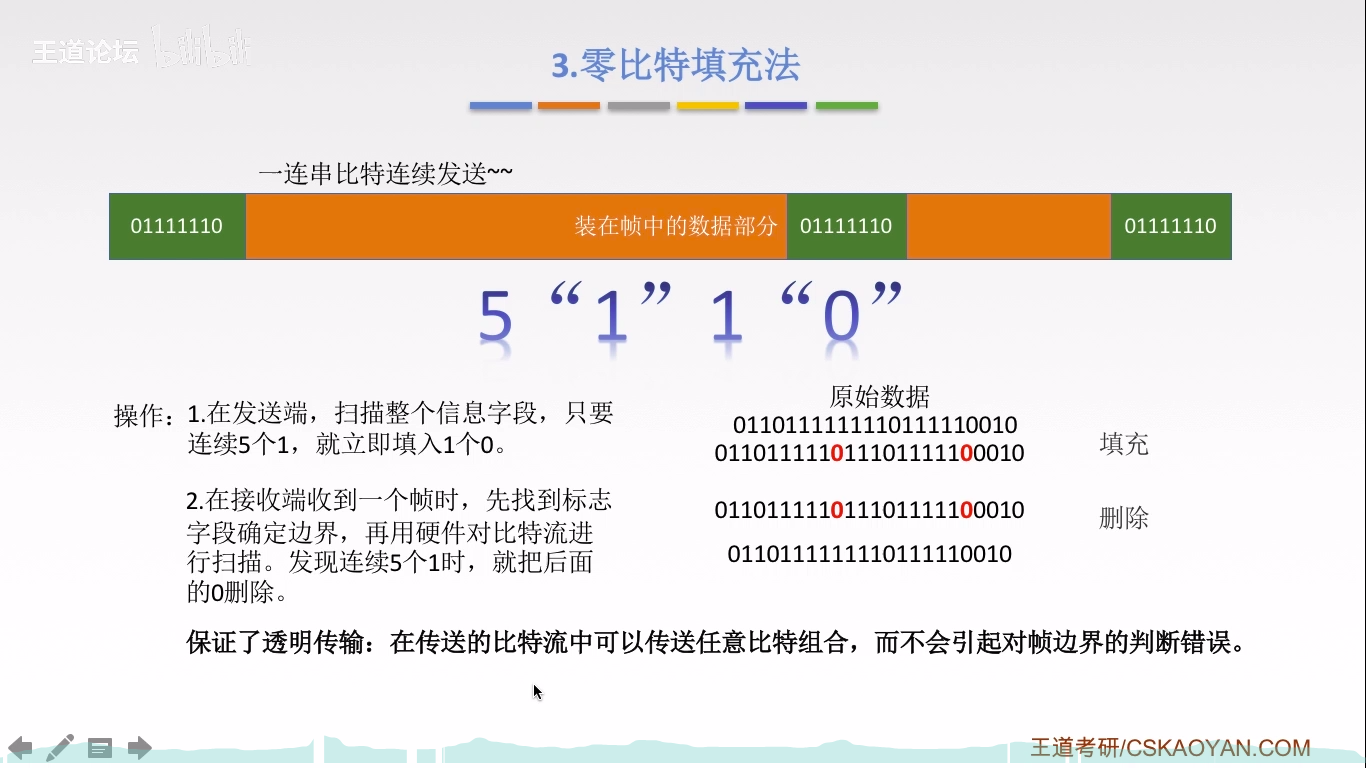 王道论坛 bilibili
3.零比特填充法
一连串比特连续发送~~
01111110 装在帧中的数据部分 01111110 01111110
5“1”1“0”
原始数据
操作：1.在发送端，扫描整个信息字段，只要
连续5个1，就立即填入1个0。
0110111111110111110010
011011111011101111100010
填充
2.在接收端收到一个帧时，先找到标志
字段确定边界，再用硬件对比特流进
行扫描。发现连续5个1时，就把后面
的0删除。
011011111011101111100010
删除
0110111111110111110010
保证了透明传输：在传送的比特流中可以传送任意比特组合，而不会引起对帧边界的判断错误。
王道考研/CSKAOYAN.COM